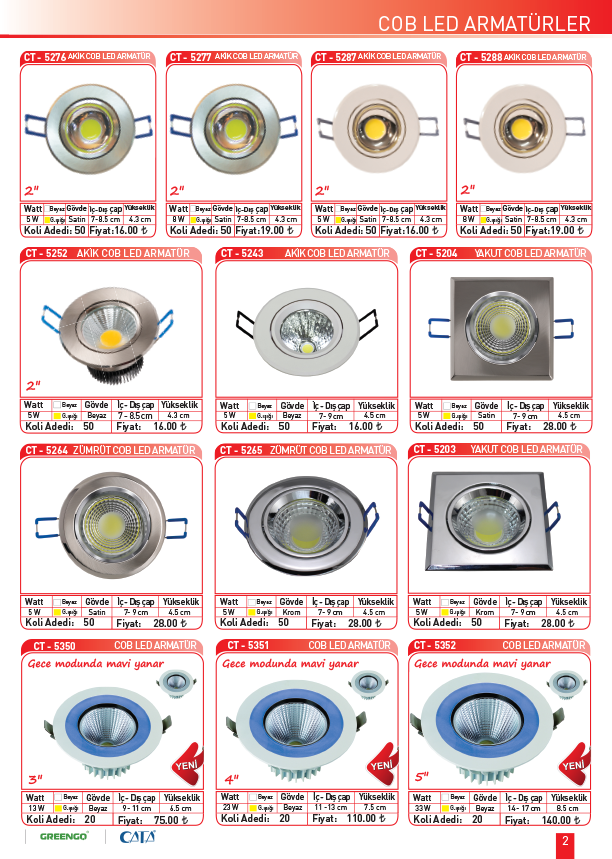 COB LED ARMATÜRLER
CT - 5276 AKİK COB LED ARMATÜR
2"
Watt Beyaz Gövde İç-Dış çap Yükseklik
5 W G.ışığı Satin 7-8.5 cm 4.3 cm
Koli Adedi: 50 Fiyat:16.00 ₺
CT - 5277 AKİK COB LED ARMATÜR
2"
Watt Beyaz Gövde İç-Dış çap Yükseklik
8 W G.ışığı Satin 7-8.5 cm 4.3 cm
Koli Adedi: 50 Fiyat:19.00 ₺
CT - 5287 AKİK COB LED ARMATÜR
2"
Watt Beyaz Gövde İç-Dış çap Yükseklik
5 W G.ışığı Satin 7-8.5 cm 4.3 cm
Koli Adedi: 50 Fiyat:16.00 ₺
CT - 5288 AKİK COB LED ARMATÜR
2"
Watt Beyaz Gövde İç-Dış çap Yükseklik
8 W G.ışığı Satin 7-8.5 cm 4.3 cm
Koli Adedi: 50 Fiyat:19.00 ₺
CT - 5252 AKİK COB LED ARMATÜR
2"
Watt Beyaz Gövde İç- Dış çap Yükseklik
5 W G.ışığı Beyaz 7 - 8.5 cm 4.3 cm
Koli Adedi: 50 Fiyat: 16.00 ₺
CT - 5243 AKİK COB LED ARMATÜR
Watt Beyaz Gövde İç- Dış çap Yükseklik
5 W G.ışığı Beyaz 7- 9 cm 4.5 cm
Koli Adedi: 50 Fiyat: 16.00 ₺
CT - 5204 YAKUT COB LED ARMATÜR
Watt Beyaz Gövde İç- Dış çap Yükseklik
5 W G.ışığı Satin 7- 9 cm 4.5 cm
Koli Adedi: 50 Fiyat: 28.00 ₺
CT - 5264 ZÜMRÜT COB LED ARMATÜR
Watt Beyaz Gövde İç- Dış çap Yükseklik
5 W G.ışığı Satin 7- 9 cm 4.5 cm
Koli Adedi: 50 Fiyat: 28.00 ₺
CT - 5265 ZÜMRÜT COB LED ARMATÜR
Watt Beyaz Gövde İç- Dış çap Yükseklik
5 W G.ışığı Krom 7- 9 cm 4.5 cm
Koli Adedi: 50 Fiyat: 28.00 ₺
CT - 5203 YAKUT COB LED ARMATÜR
Watt Beyaz Gövde İç- Dış çap Yükseklik
5 W G.ışığı Krom 7- 9 cm 4.5 cm
Koli Adedi: 50 Fiyat: 28.00 ₺
CT - 5350 COB LED ARMATÜR
Gece modunda mavi yanar
YENİ
3"
Watt Beyaz Gövde İç- Dış çap Yükseklik
13 W G.ışığı Beyaz 9- 11 cm 6.5 cm
Koli Adedi: 20 Fiyat: 75.00 ₺
CT - 5351 COB LED ARMATÜR
Gece modunda mavi yanar
YENİ
4"
Watt Beyaz Gövde İç- Dış çap Yükseklik
23 W G.ışığı Beyaz 11 -13 cm 7.5 cm
Koli Adedi: 20 Fiyat: 110.00 ₺
CT - 5352 COB LED ARMATÜR
Gece modunda mavi yanar
YENİ
5"
Watt Beyaz Gövde İç- Dış çap Yükseklik
33 W G.ışığı Beyaz 14- 17 cm 8.5 cm
Koli Adedi: 20 Fiyat: 140.00 ₺
GREENGO CATA
2